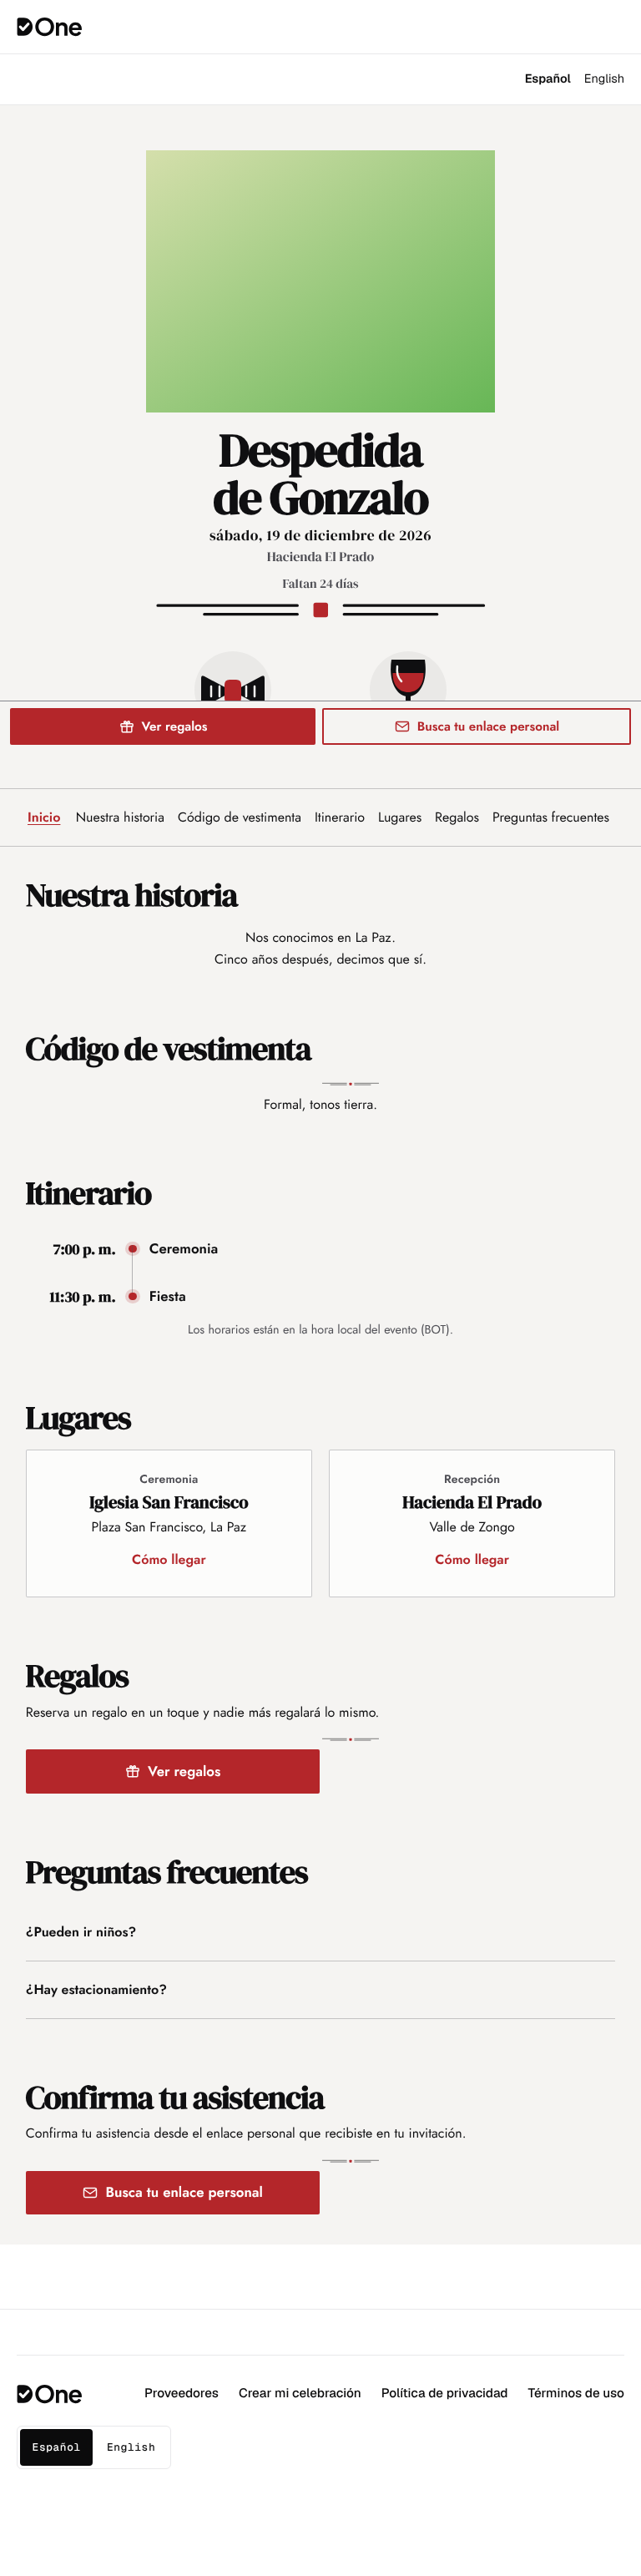 One
Español English
Despedida
de Gonzalo
sábado, 19 de diciembre de 2026
Hacienda El Prado
Faltan 24 días
Ver regalos
Busca tu enlace personal
Inicio Nuestra historia Código de vestimenta Itinerario Lugares Regalos Preguntas frecuentes
Nuestra historia
Nos conocimos en La Paz.
Cinco años después, decimos que sí.
Código de vestimenta
Formal, tonos tierra.
Itinerario
7:00 p. m. Ceremonia
11:30 p. m. Fiesta
Los horarios están en la hora local del evento (BOT).
Lugares
Ceremonia
Iglesia San Francisco
Plaza San Francisco, La Paz
Cómo llegar
Recepción
Hacienda El Prado
Valle de Zongo
Cómo llegar
Regalos
Reserva un regalo en un toque y nadie más regalará lo mismo.
Ver regalos
Preguntas frecuentes
¿Pueden ir niños?
¿Hay estacionamiento?
Confirma tu asistencia
Confirma tu asistencia desde el enlace personal que recibiste en tu invitación.
Busca tu enlace personal
One
Proveedores Crear mi celebración Política de privacidad Términos de uso
Español English